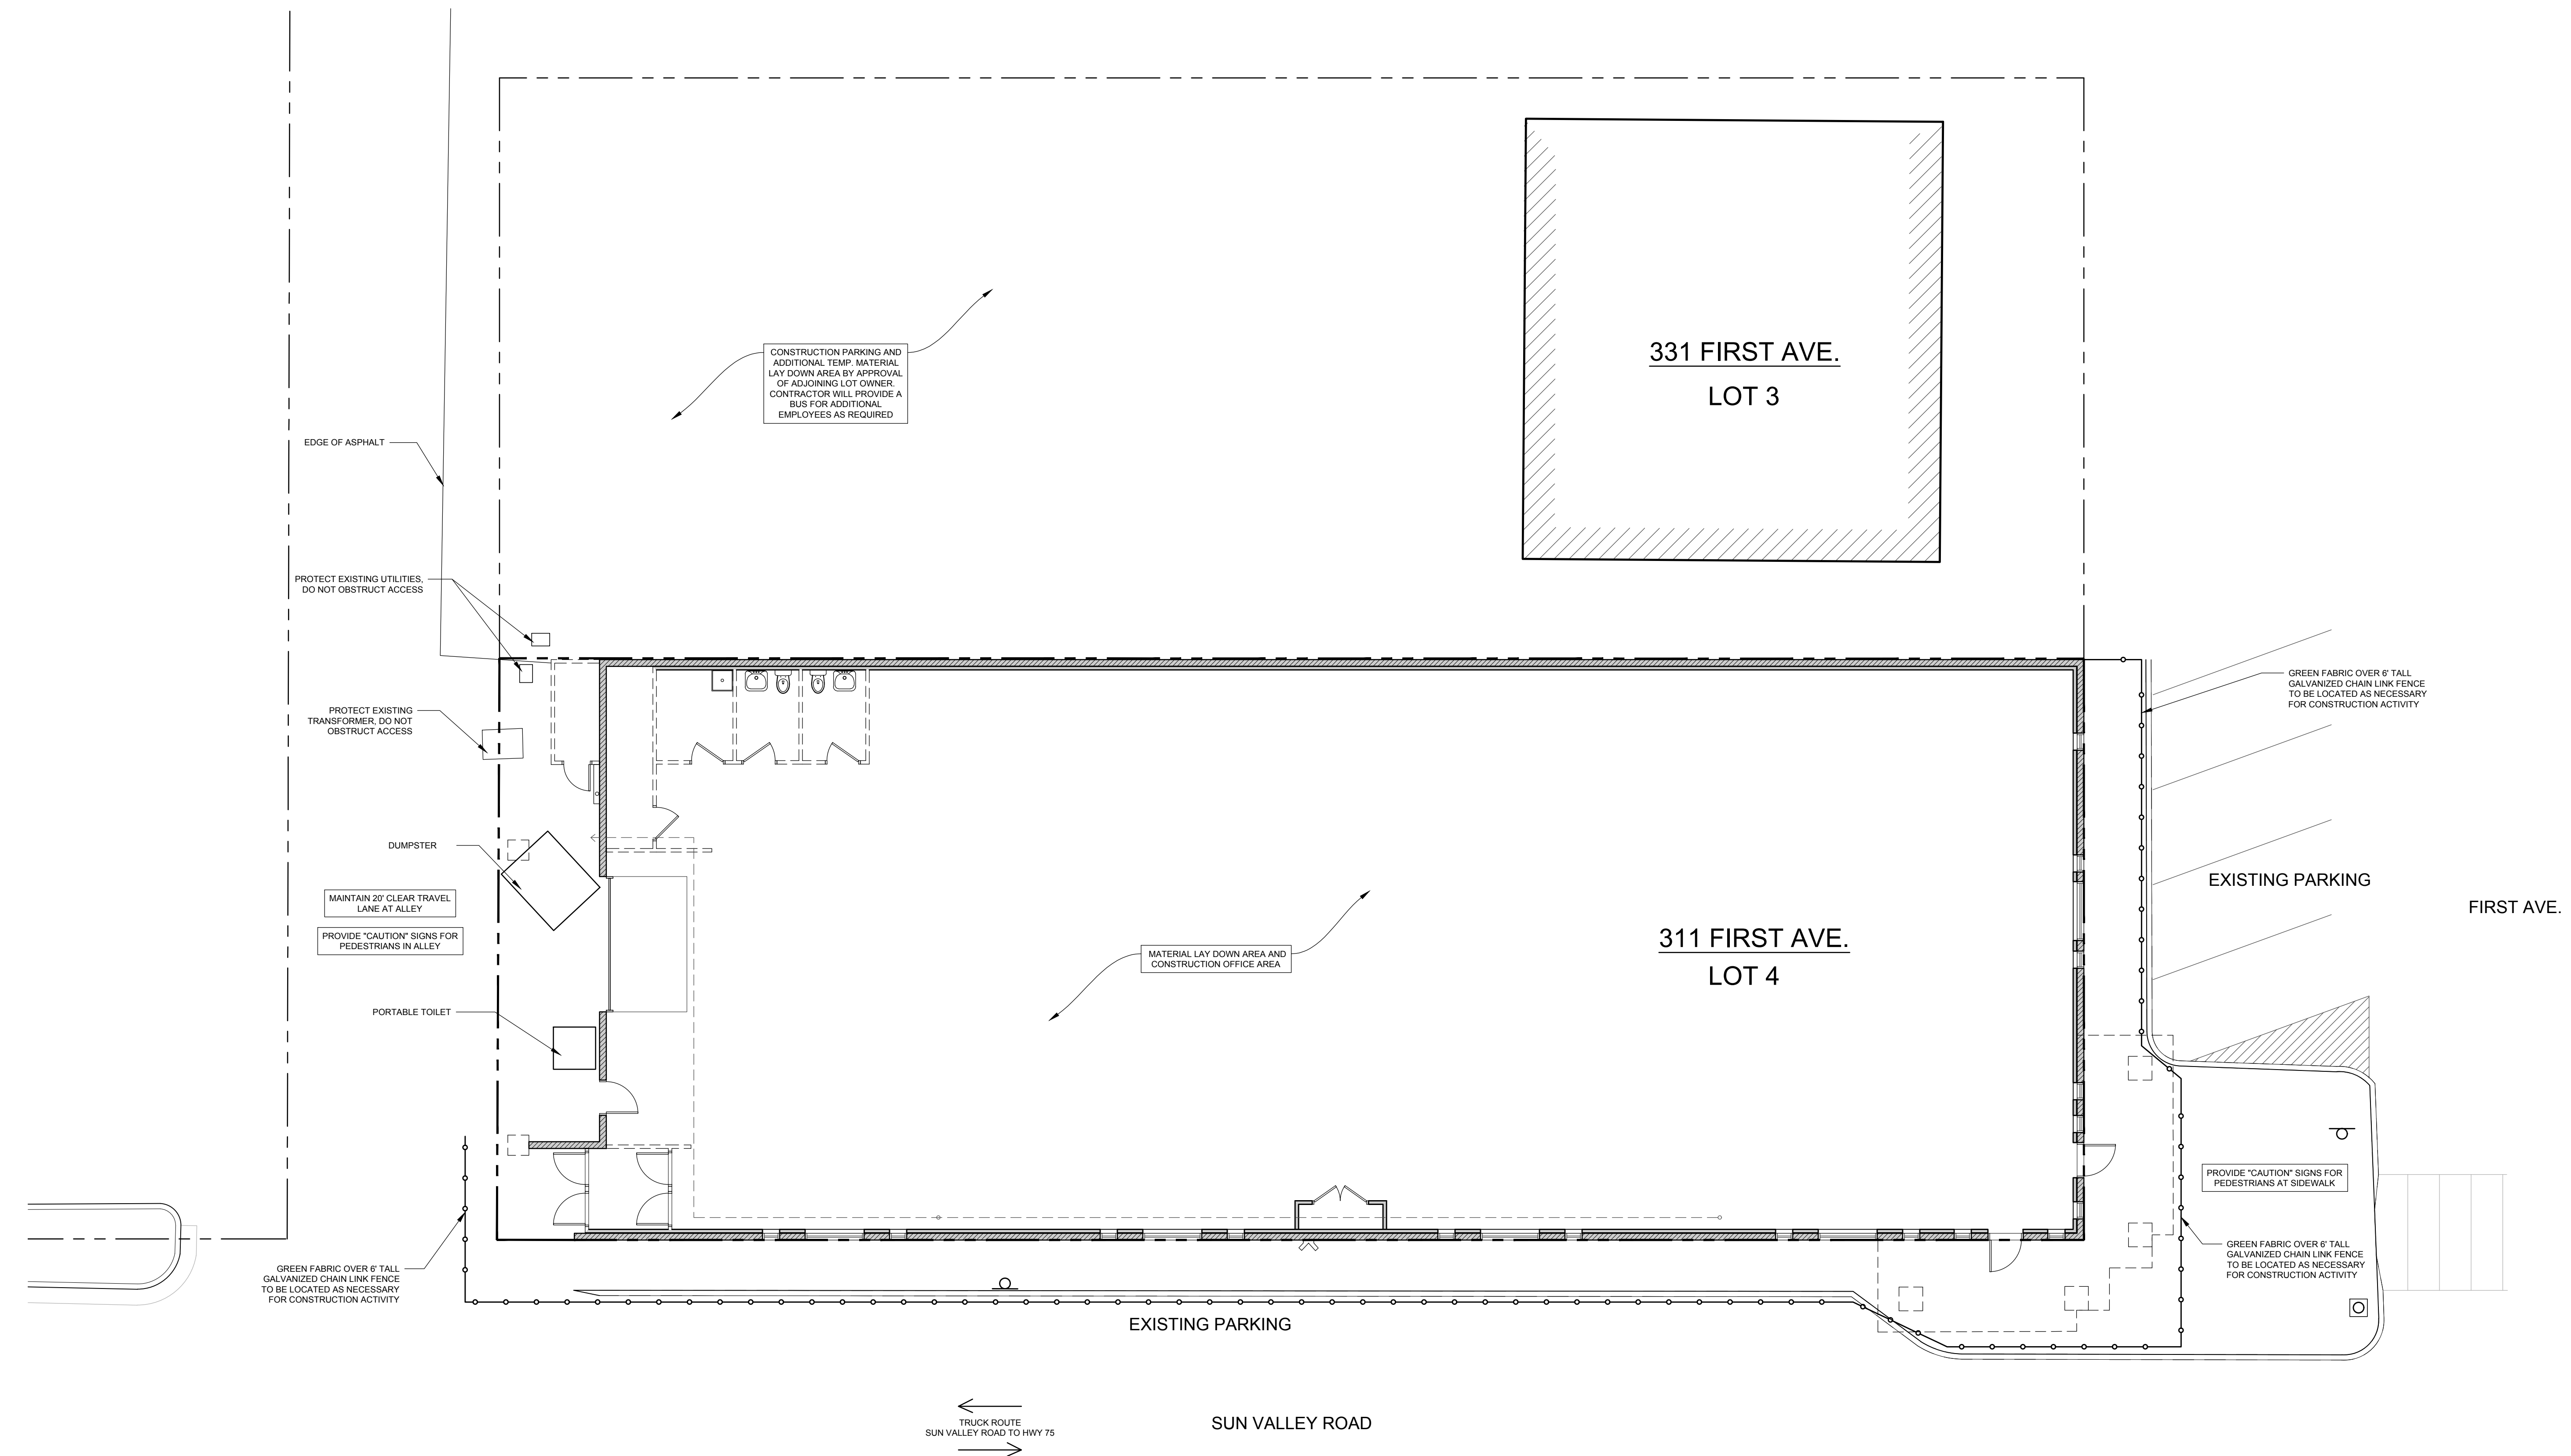 331 FIRST AVE.
LOT 3
CONSTRUCTION PARKING AND
ADDITIONAL TEMP. MATERIAL
LAY DOWN AREA BY APPROVAL
OF ADJOINING LOT OWNER.
CONTRACTOR WILL PROVIDE A
BUS FOR ADDITIONAL
EMPLOYEES AS REQUIRED
EDGE OF ASPHALT
PROTECT EXISTING UTILITIES,
DO NOT OBSTRUCT ACCESS
PROTECT EXISTING
TRANSFORMER, DO NOT
OBSTRUCT ACCESS
GREEN FABRIC OVER 6' TALL
GALVANIZED CHAIN LINK FENCE
TO BE LOCATED AS NECESSARY
FOR CONSTRUCTION ACTIVITY
DUMPSTER
MAINTAIN 20' CLEAR TRAVEL
LANE AT ALLEY
PROVIDE "CAUTION" SIGNS FOR
PEDESTRIANS IN ALLEY
PORTABLE TOILET
MATERIAL LAY DOWN AREA AND
CONSTRUCTION OFFICE AREA
311 FIRST AVE.
LOT 4
EXISTING PARKING
FIRST AVE.
PROVIDE "CAUTION" SIGNS FOR
PEDESTRIANS AT SIDEWALK
GREEN FABRIC OVER 6' TALL
GALVANIZED CHAIN LINK FENCE
TO BE LOCATED AS NECESSARY
FOR CONSTRUCTION ACTIVITY
GREEN FABRIC OVER 6' TALL
GALVANIZED CHAIN LINK FENCE
TO BE LOCATED AS NECESSARY
FOR CONSTRUCTION ACTIVITY
EXISTING PARKING
TRUCK ROUTE
SUN VALLEY ROAD TO HWY 75
SUN VALLEY ROAD